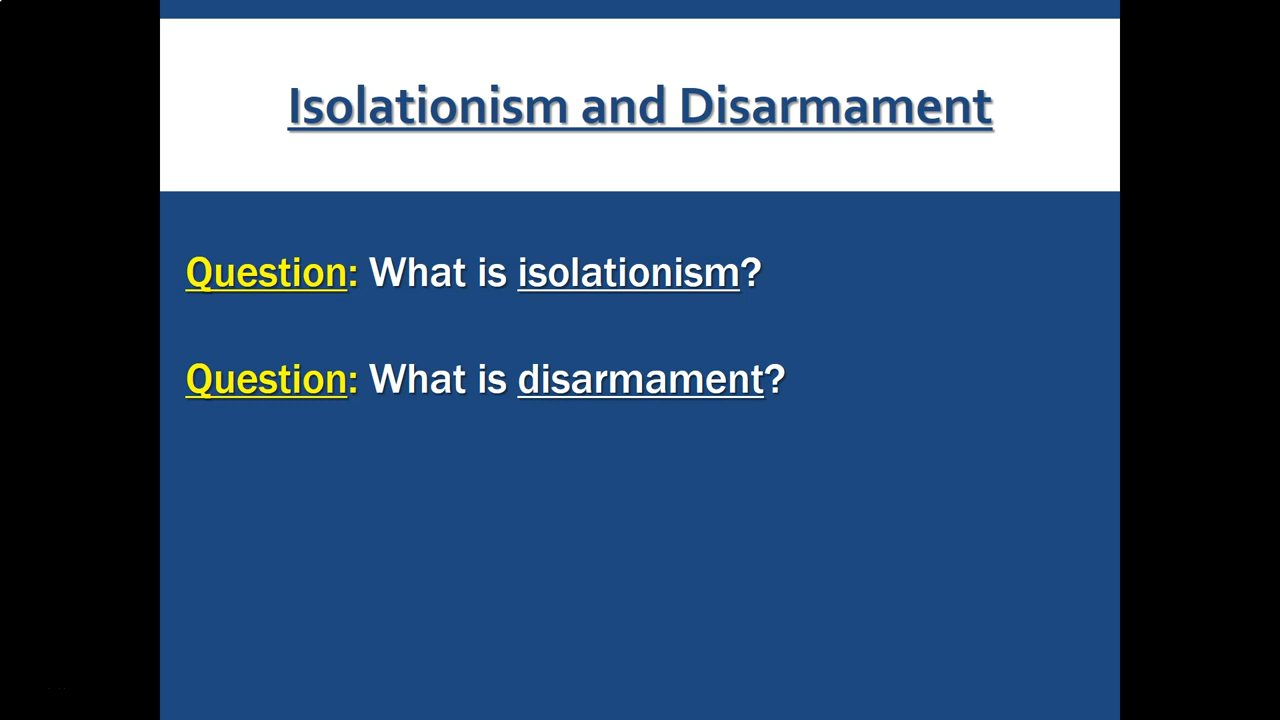 Isolationism and Disarmament
Question: What is isolationism?
Question: What is disarmament?